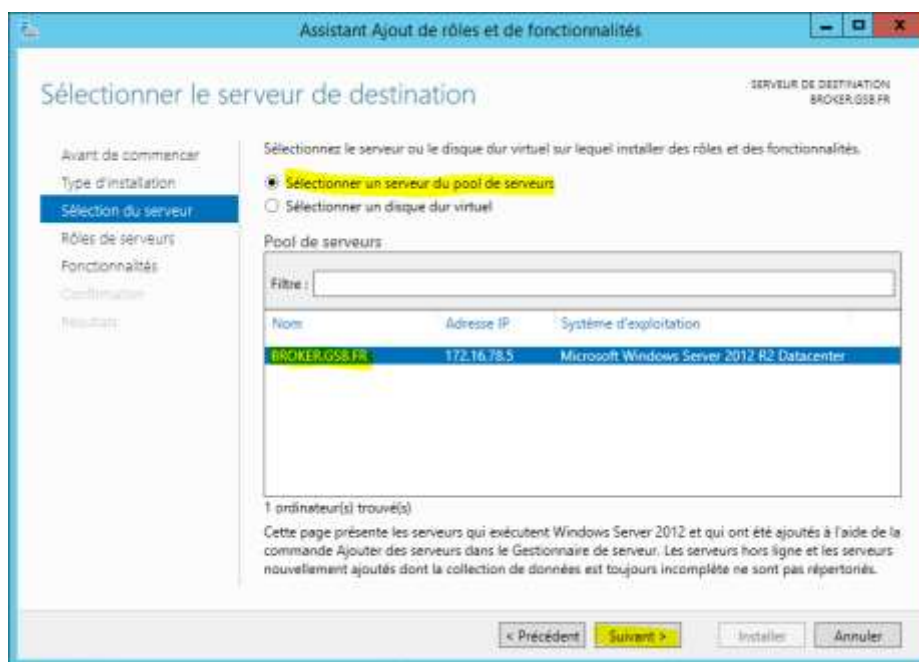 Assistant Ajout de rôles et de fonctionnalités
Sélectionner le serveur de destination
SERVEUR DE DESTINATION
BROKER.GSB.FR
Avant de commencer
Type d'installation
Sélection du serveur
Rôles de serveurs
Fonctionnalités
Confirmation
Résultats
Sélectionnez le serveur ou le disque dur virtuel sur lequel installer des rôles et des fonctionnalités.
Sélectionner un serveur du pool de serveurs
Sélectionner un disque dur virtuel
Pool de serveurs
Filtre :
Nom Adresse IP Système d'exploitation
BROKER.GSB.FR 172.16.78.5 Microsoft Windows Server 2012 R2 Datacenter
1 ordinateur(s) trouvé(s)
Cette page présente les serveurs qui exécutent Windows Server 2012 et qui ont été ajoutés à l'aide de la
commande Ajouter des serveurs dans le Gestionnaire de serveur. Les serveurs hors ligne et les serveurs
nouvellement ajoutés dont la collection de données est toujours incomplète ne sont pas répertoriés.
< Précédent Suivant > Installer Annuler